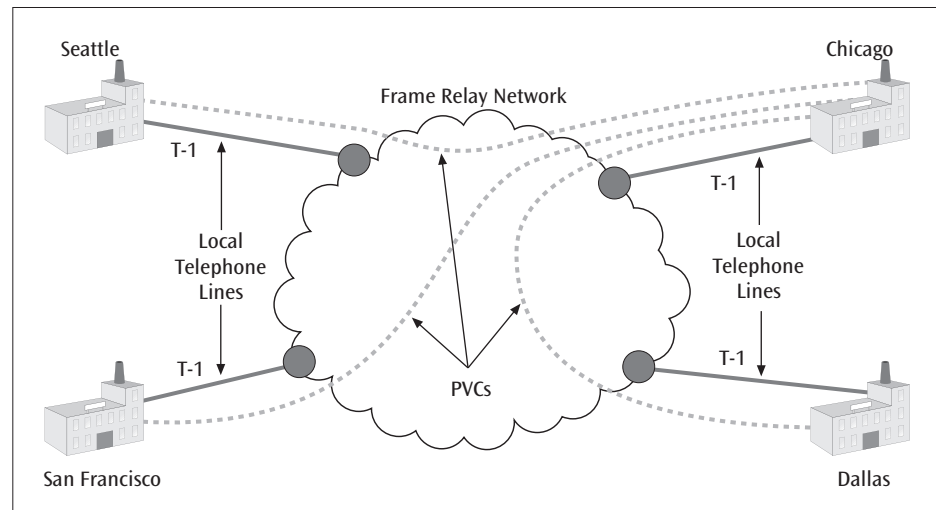 Seattle
Chicago
Frame Relay Network
T-1
T-1
Local
Telephone
Lines
Local
Telephone
Lines
T-1
T-1
PVCs
San Francisco
Dallas